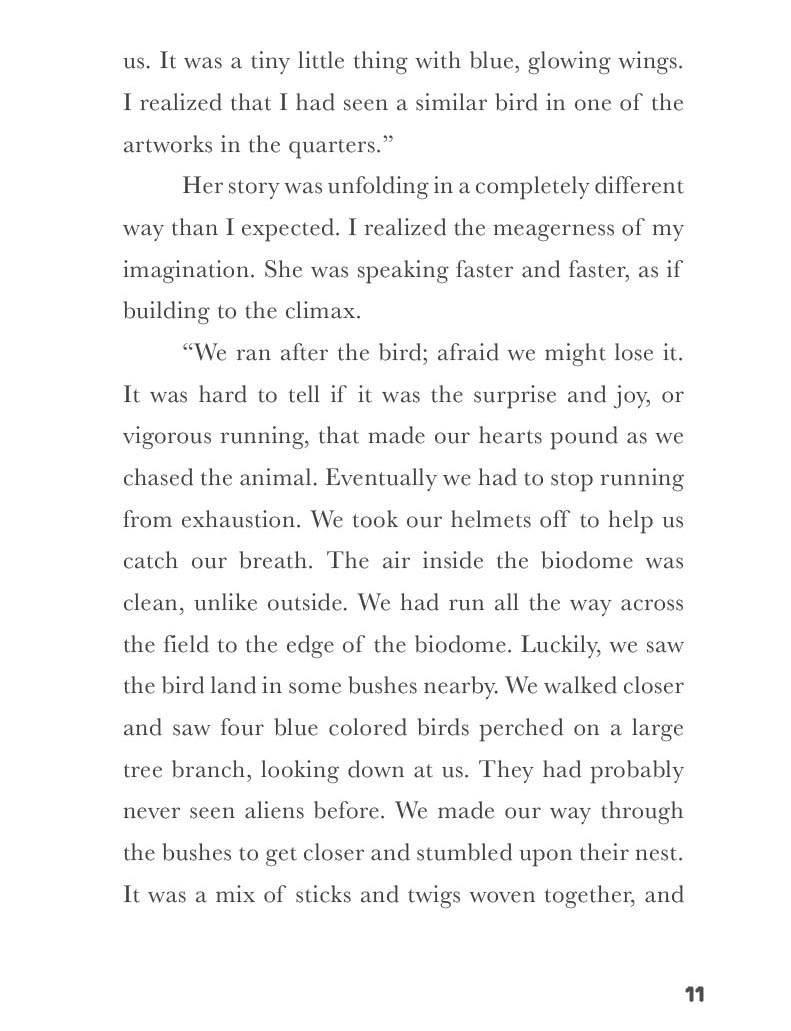 us. It was a tiny little thing with blue, glowing wings.
I realized that I had seen a similar bird in one of the
artworks in the quarters.”
Her story was unfolding in a completely different
way than I expected. I realized the meagerness of my
imagination. She was speaking faster and faster, as if
building to the climax.
“We ran after the bird; afraid we might lose it.
It was hard to tell if it was the surprise and joy, or
vigorous running, that made our hearts pound as we
chased the animal. Eventually we had to stop running
from exhaustion. We took our helmets off to help us
catch our breath. The air inside the biodome was
clean, unlike outside. We had run all the way across
the field to the edge of the biodome. Luckily, we saw
the bird land in some bushes nearby. We walked closer
and saw four blue colored birds perched on a large
tree branch, looking down at us. They had probably
never seen aliens before. We made our way through
the bushes to get closer and stumbled upon their nest.
It was a mix of sticks and twigs woven together, and
11